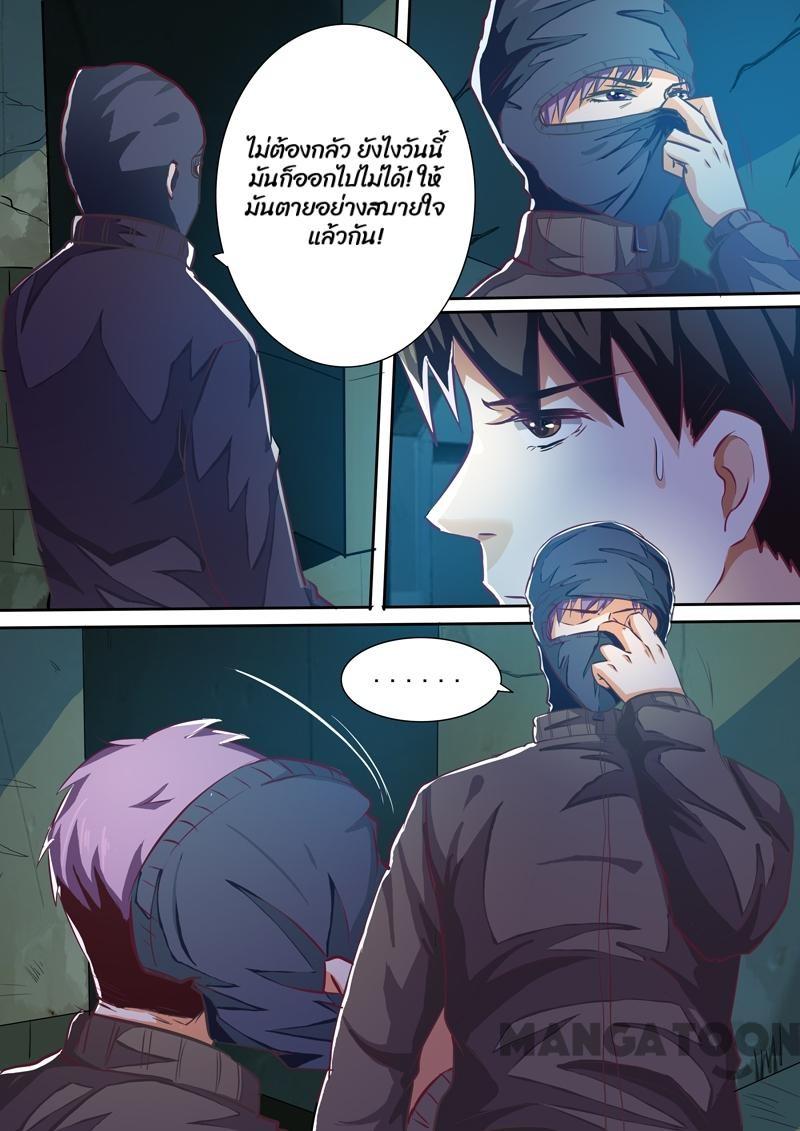 ไม่ต้องกลัว ยังไงวันนี้
มันก็ออกไปไม่ได้! ให้
มันตายอย่างสบายใจ
แล้วกัน!
......
MANGATOON